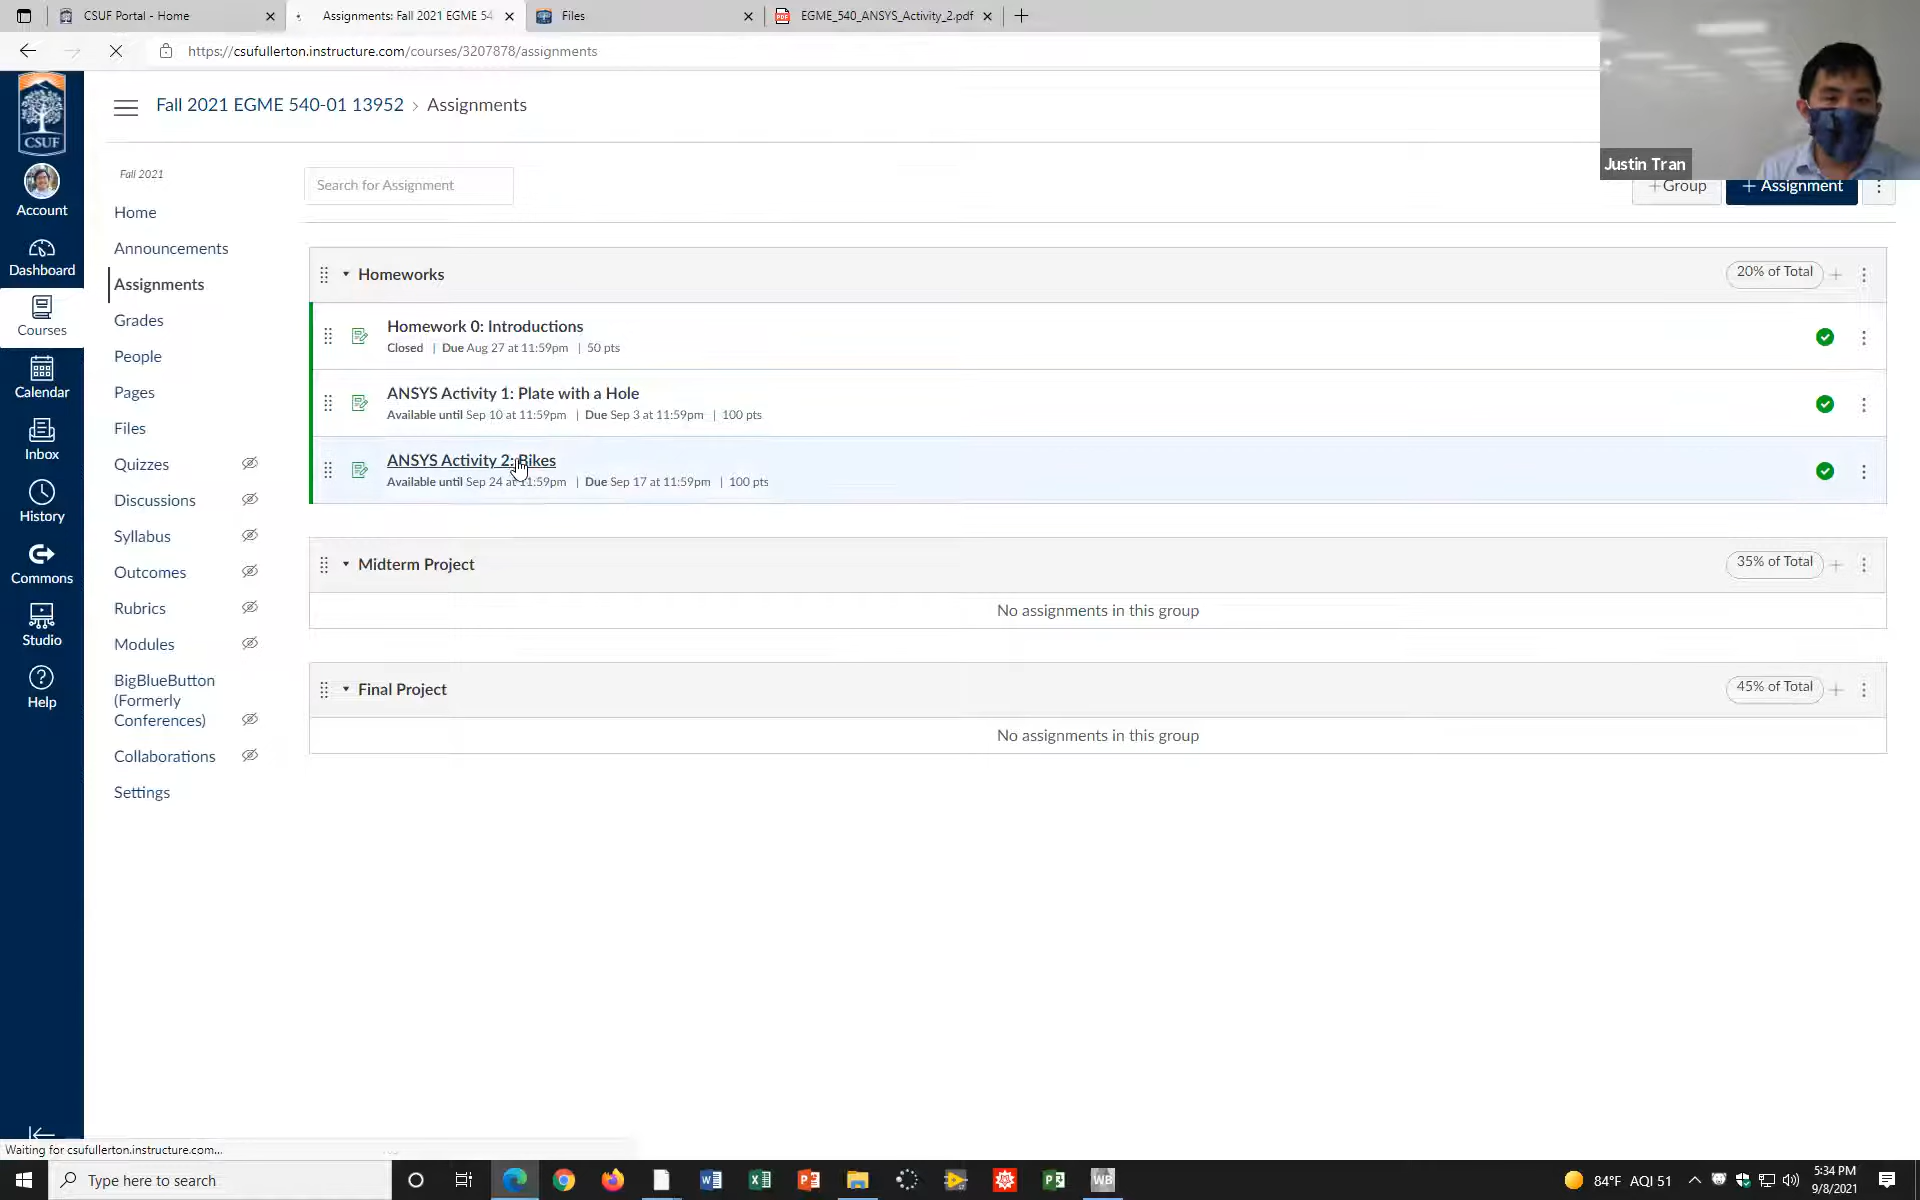 CSUF Portal - Home
Assignments: Fall 2021 EGME 54
Files
EGME_540_ANSYS_Activity_2.pdf
https://csufullerton.instructure.com/courses/3207878/assignments
CSUF
Account
Dashboard
Courses
Calendar
Inbox
History
Commons
Studio
Help
Fall 2021 EGME 540-01 13952 › Assignments
Justin Tran
Fall 2021
Home
Announcements
Assignments
Grades
People
Pages
Files
Quizzes
Discussions
Syllabus
Outcomes
Rubrics
Modules
BigBlueButton
(Formerly
Conferences)
Collaborations
Settings
Search for Assignment
+ Group
+ Assignment
Homeworks
20% of Total
Homework 0: Introductions
Closed | Due Aug 27 at 11:59pm | 50 pts
ANSYS Activity 1: Plate with a Hole
Available until Sep 10 at 11:59pm | Due Sep 3 at 11:59pm | 100 pts
ANSYS Activity 2: Bikes
Available until Sep 24 at 11:59pm | Due Sep 17 at 11:59pm | 100 pts
Midterm Project
35% of Total
No assignments in this group
Final Project
45% of Total
No assignments in this group
Waiting for csufullerton.instructure.com...
Type here to search
WB
84°F AQI 51
5:34 PM
9/8/2021